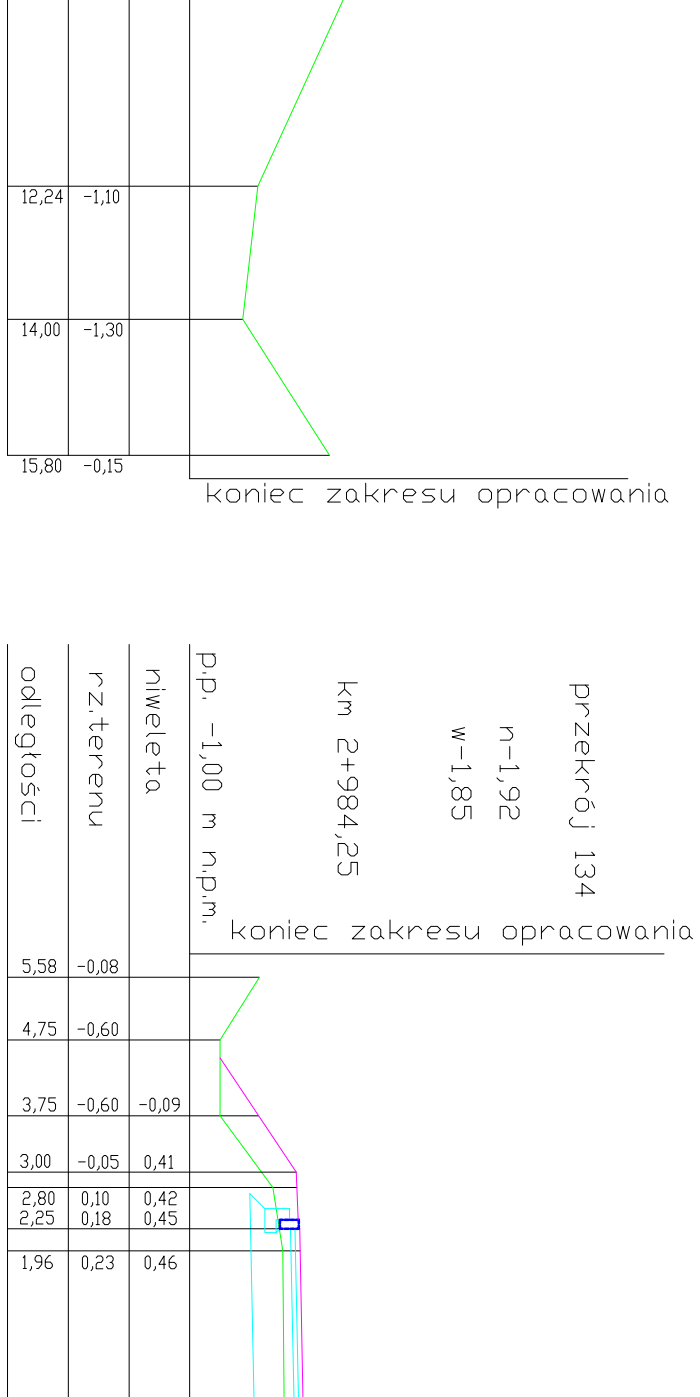 12,24 -1,10
14,00 -1,30
15,80 -0,15
koniec zakresu opracowania
przekrój 134
n-1,92
w-1,85
km 2+984,25
p.p. -1,00 m n.p.m.
niweleta
rz.terenu
odległości
koniec zakresu opracowania
5,58 -0,08
4,75 -0,60
3,75 -0,60 -0,09
3,00 -0,05 0,41
2,80 0,10 0,42
2,25 0,18 0,45
1,96 0,23 0,46